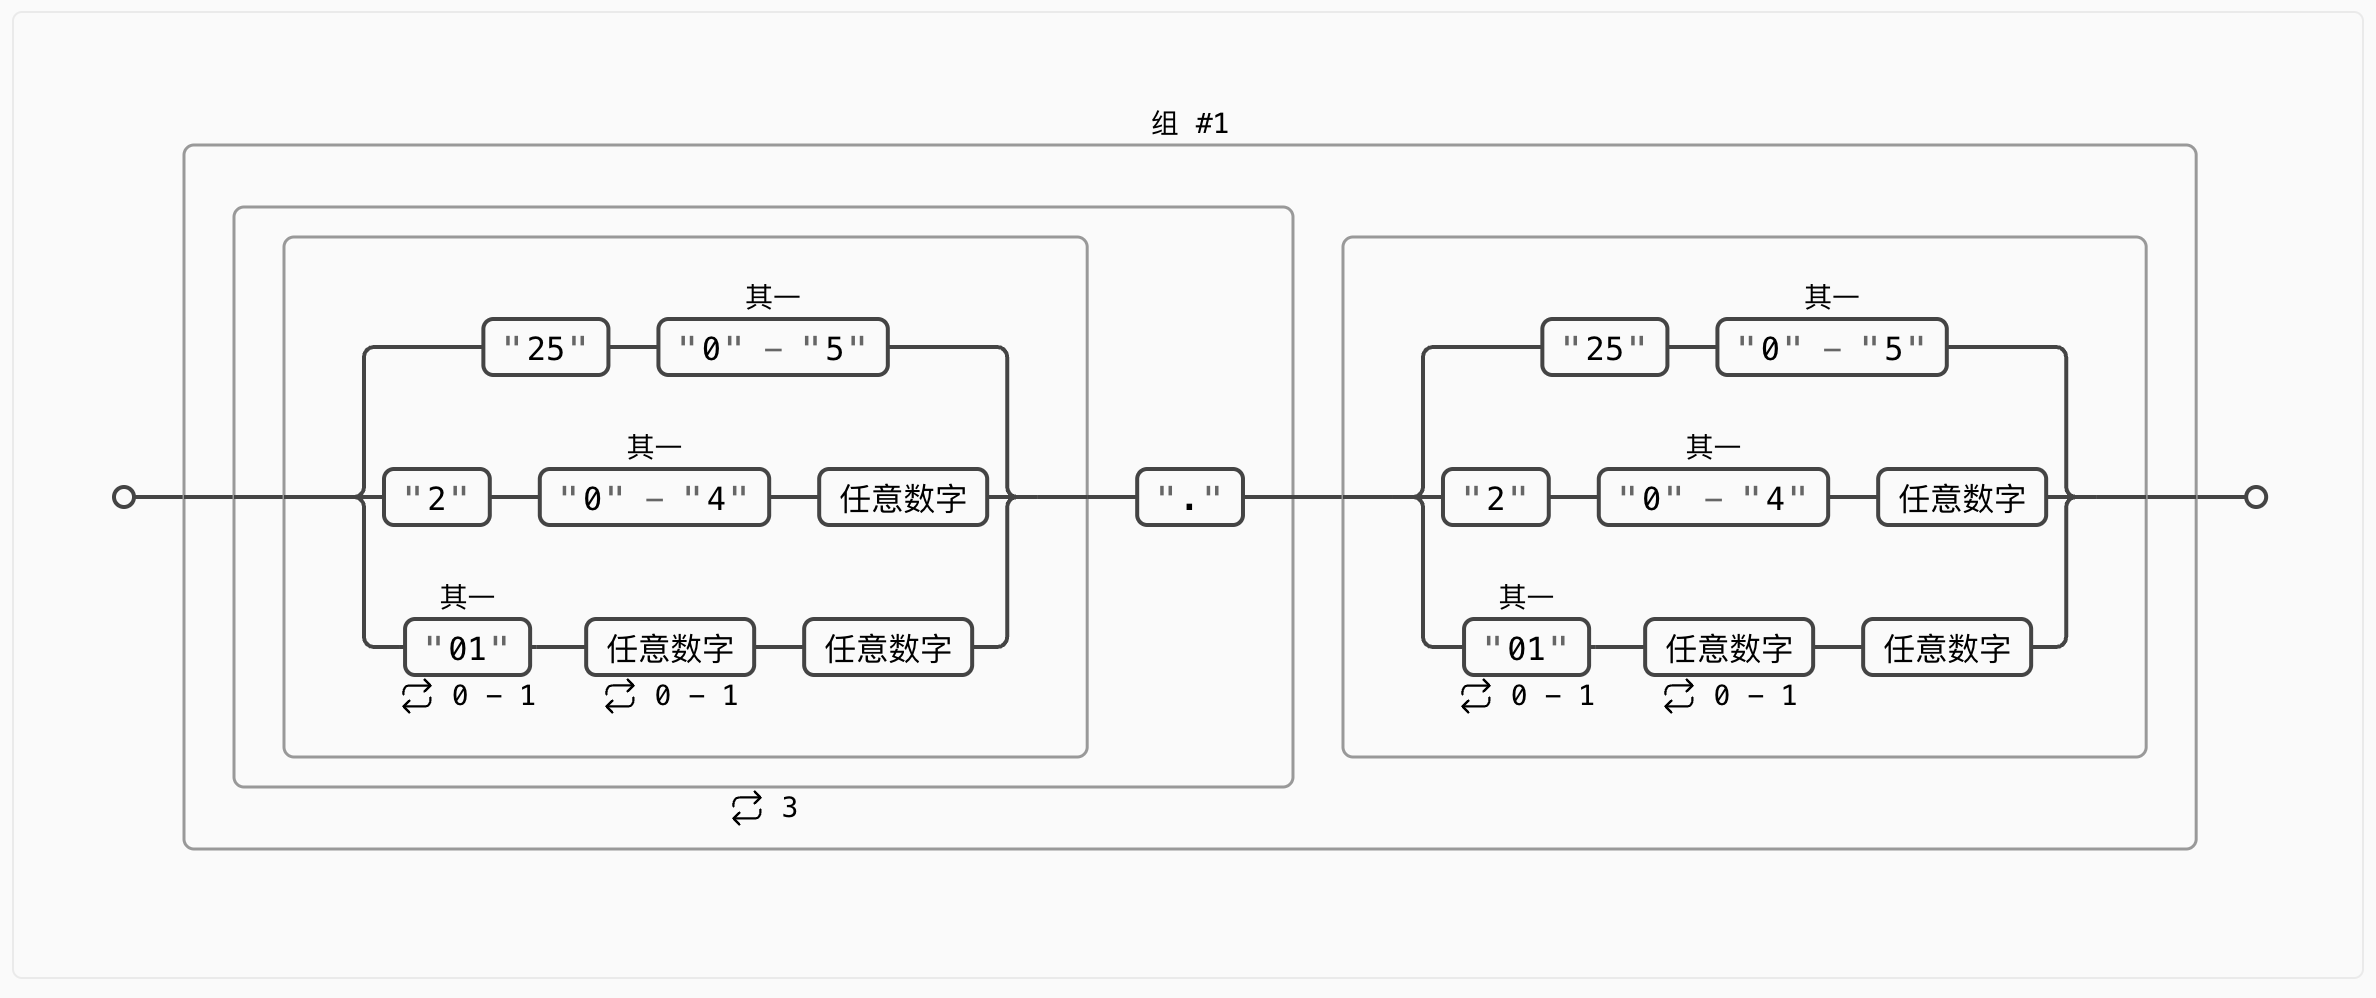 组 #1
其一
"25" "0" - "5"
其一
"2" "0" - "4" 任意数字
其一
"01" 任意数字 任意数字
0 - 1 0 - 1
"."
3
其一
"25" "0" - "5"
其一
"2" "0" - "4" 任意数字
其一
"01" 任意数字 任意数字
0 - 1 0 - 1